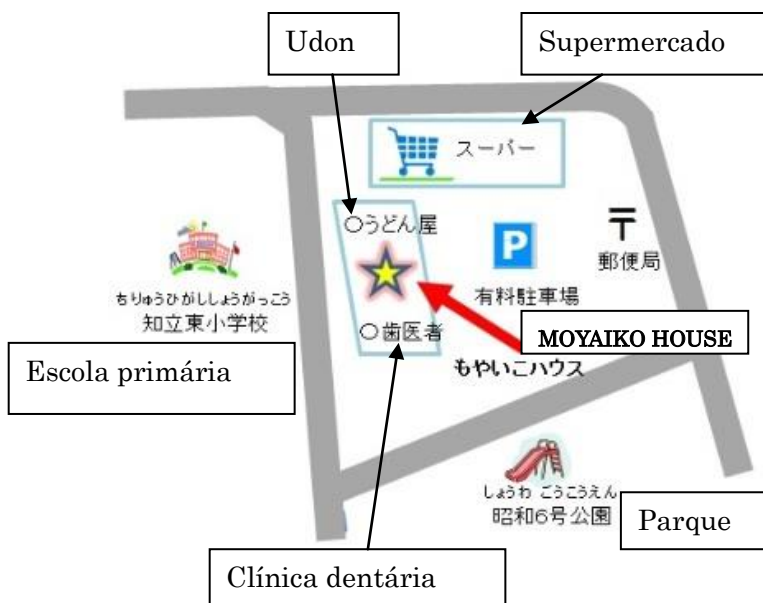 Udon
Supermercado
スーパー
○うどん屋
P
〒
郵便局
有料駐車場
ちりゅうひがししょうがっこう
知立東小学校
Escola primária
○歯医者
MOYAIKO HOUSE
もやいこハウス
しょうわ ごうこうえん
昭和6号公園
Parque
Clínica dentária